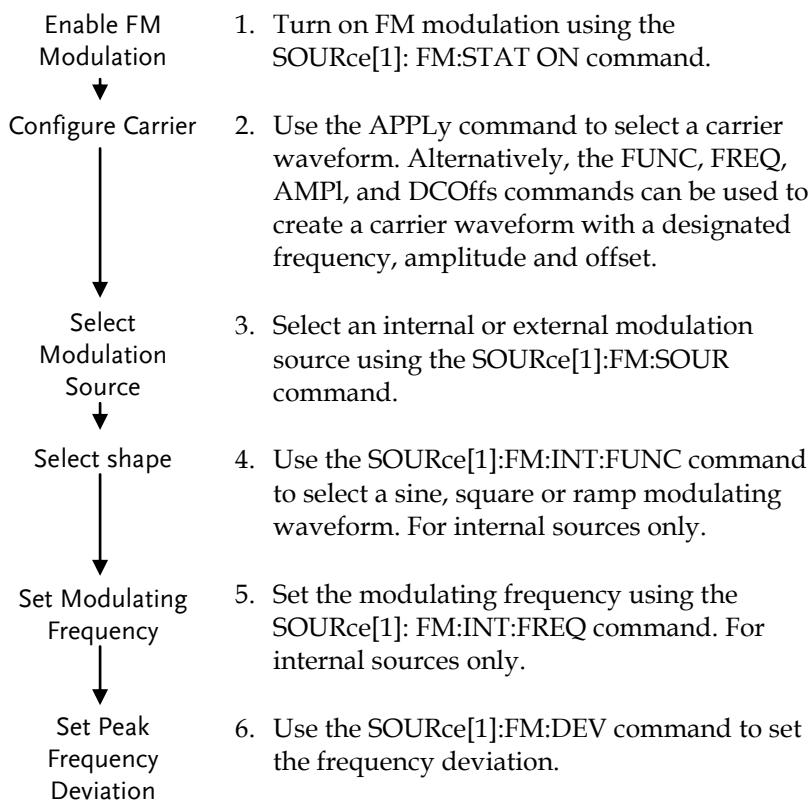 Enable FM
Modulation
1. Turn on FM modulation using the
SOURce[1]: FM:STAT ON command.
Configure Carrier
2. Use the APPLy command to select a carrier
waveform. Alternatively, the FUNC, FREQ,
AMPl, and DCOffs commands can be used to
create a carrier waveform with a designated
frequency, amplitude and offset.
Select
Modulation
Source
3. Select an internal or external modulation
source using the SOURce[1]:FM:SOUR
command.
Select shape
4. Use the SOURce[1]:FM:INT:FUNC command
to select a sine, square or ramp modulating
waveform. For internal sources only.
Set Modulating
Frequency
5. Set the modulating frequency using the
SOURce[1]: FM:INT:FREQ command. For
internal sources only.
Set Peak
Frequency
Deviation
6. Use the SOURce[1]:FM:DEV command to set
the frequency deviation.